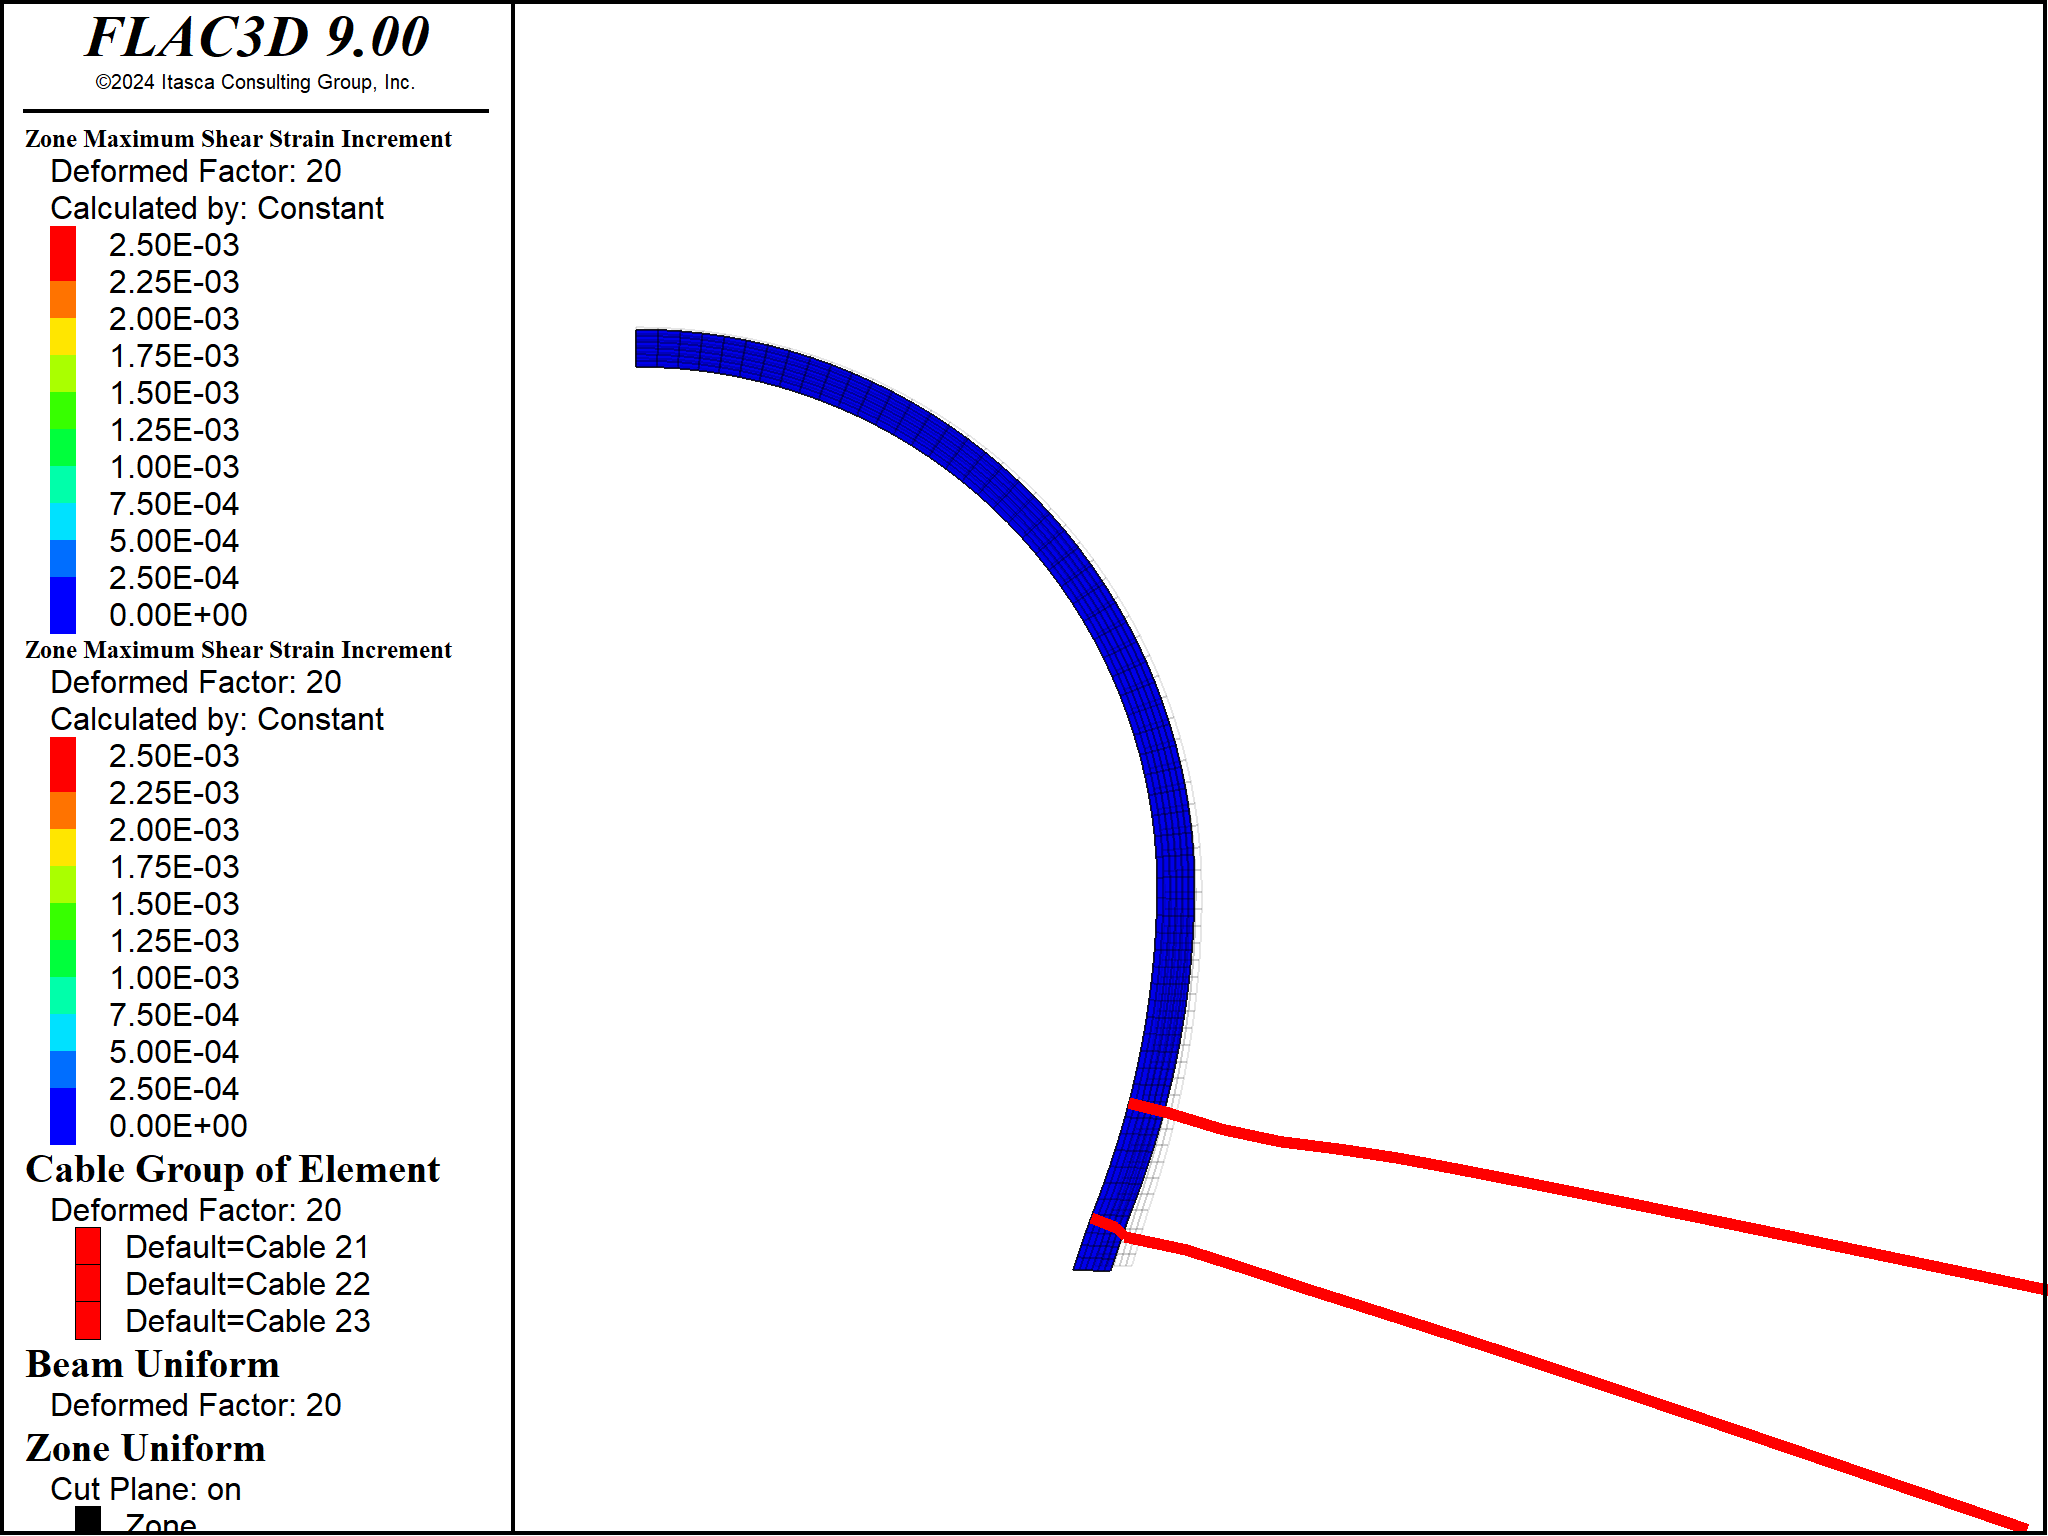 FLAC3D 9.00
©2024 Itasca Consulting Group, Inc.
Zone Maximum Shear Strain Increment
Deformed Factor: 20
Calculated by: Constant
2.50E-03
2.25E-03
2.00E-03
1.75E-03
1.50E-03
1.25E-03
1.00E-03
7.50E-04
5.00E-04
2.50E-04
0.00E+00
Zone Maximum Shear Strain Increment
Deformed Factor: 20
Calculated by: Constant
2.50E-03
2.25E-03
2.00E-03
1.75E-03
1.50E-03
1.25E-03
1.00E-03
7.50E-04
5.00E-04
2.50E-04
0.00E+00
Cable Group of Element
Deformed Factor: 20
Default=Cable 21
Default=Cable 22
Default=Cable 23
Beam Uniform
Deformed Factor: 20
Zone Uniform
Cut Plane: on
Zone